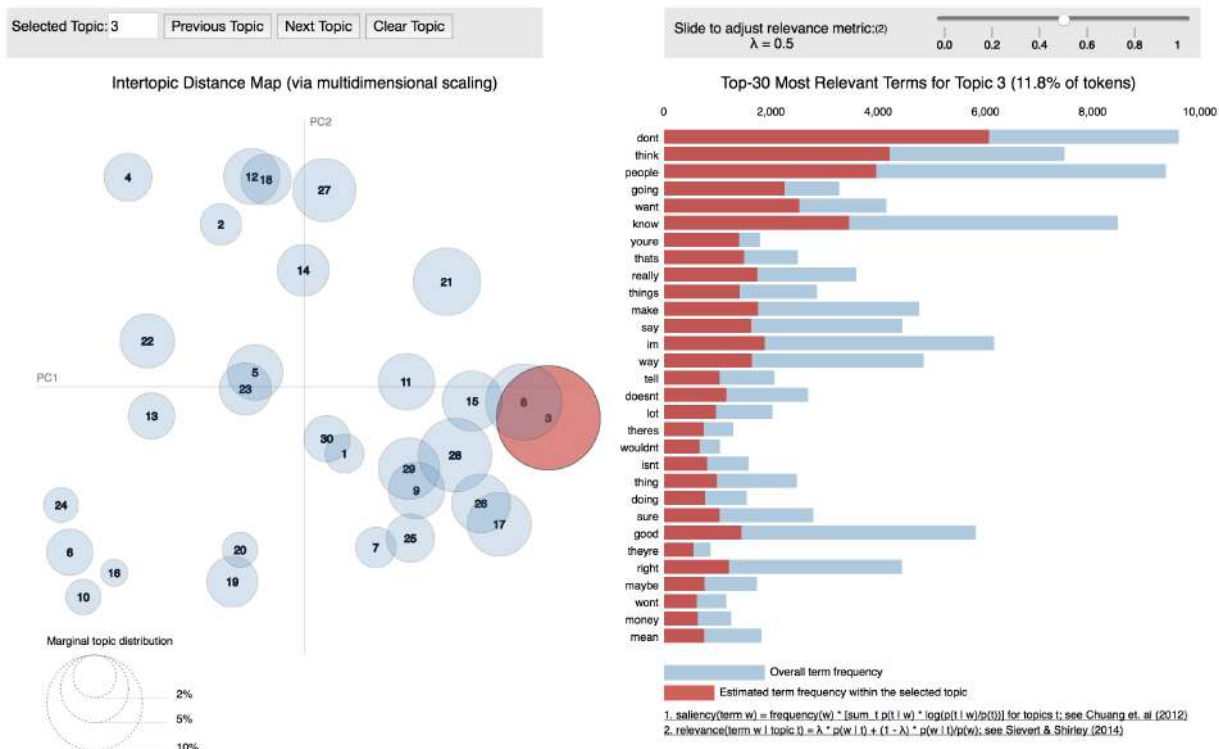 Selected Topic: 3 Previous Topic Next Topic Clear Topic
Slide to adjust relevance metric:(2)
λ = 0.5
0.0 0.2 0.4 0.6 0.8 1
Intertopic Distance Map (via multidimensional scaling)
PC2
PC1
4
12
18
27
2
14
21
22
5
23
11
13
15
8
3
30
1
28
29
9
26
17
24
6
16
10
20
19
7
25
Marginal topic distribution
2%
5%
10%
Top-30 Most Relevant Terms for Topic 3 (11.8% of tokens)
0 2,000 4,000 6,000 8,000 10,000
dont
think
people
going
want
know
youre
thats
really
things
make
say
im
way
tell
doesnt
lot
theres
wouldnt
isnt
thing
doing
sure
good
theyre
right
maybe
wont
money
mean
Overall term frequency
Estimated term frequency within the selected topic
1. saliency(term w) = frequency(w) * [sum_t p(t | w) * log(p(t | w)/p(t))] for topics t; see Chuang et. al (2012)
2. relevance(term w | topic t) = λ * p(w | t) + (1 - λ) * p(w | t)/p(w); see Sievert & Shirley (2014)